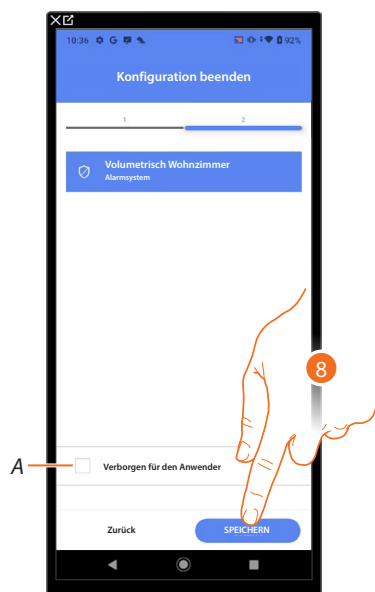 10:36 G 92%
Konfiguration beenden
1 2
Volumetrisch Wohnzimmer
Alarmsystem
8
A
Verborgen für den Anwender
Zurück SPEICHERN